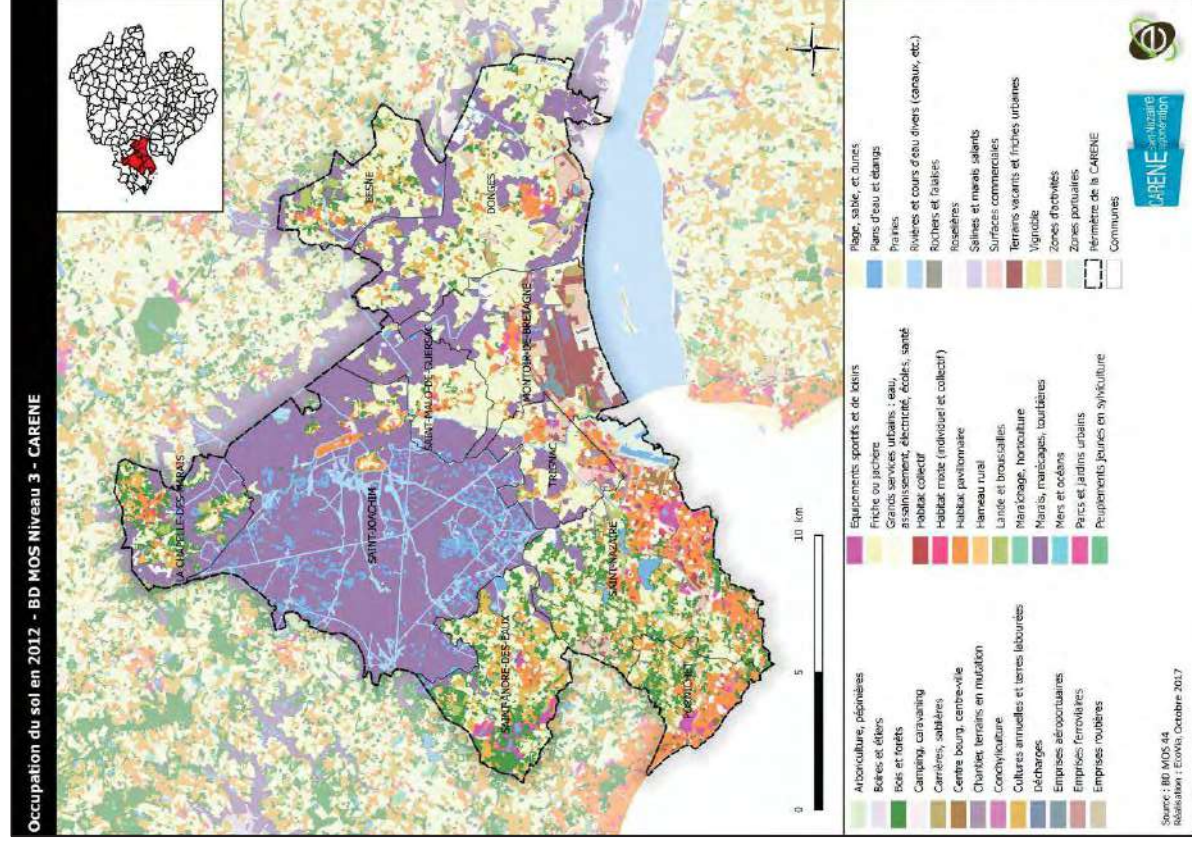 Occupation du sol en 2012 - BD MOS Niveau 3 - CARENE
LA CHAPELLE-DES-MARAIS
SAINT-JOACHIM
SAINT-MALO-DE-GUERSAC
BESNE
DONGES
MONTOIR-DE-BRETAGNE
TRIGNAC
SAINT-ANDRE-DES-EAUX
SAINT-NAZAIRE
PORNICHET
0 5 10 km
Arboriculture, pépinières
Boires et étiers
Bois et forêts
Camping, caravaning
Carrières, sablières
Centre bourg, centre-ville
Chantier, terrains en mutation
Conchyliculture
Cultures annuelles et terres labourées
Décharges
Emprises aéroportuaires
Emprises ferroviaires
Emprises routières
Equipements sportifs et de loisirs
Friche ou jachère
Grands services urbains : eau,
assainissement, électricité, écoles, santé
Habitat collectif
Habitat mixte (individuel et collectif)
Habitat pavillonnaire
Hameau rural
Lande et broussailles
Maraîchage, horticulture
Marais, marécages, tourbières
Mers et océans
Parcs et jardins urbains
Peuplements jeunes en sylviculture
Plage, sable, et dunes
Plans d'eau et étangs
Prairies
Rivières et cours d'eau divers (canaux, etc.)
Rochers et falaises
Roselières
Salines et marais salants
Surfaces commerciales
Terrains vacants et friches urbaines
Vignoble
Zones d'activités
Zones portuaires
Périmètre de la CARENE
Communes
Source : BD MOS 44
Réalisation : EcoVia, Octobre 2017
CARENE
Saint-Nazaire
agglomération
e